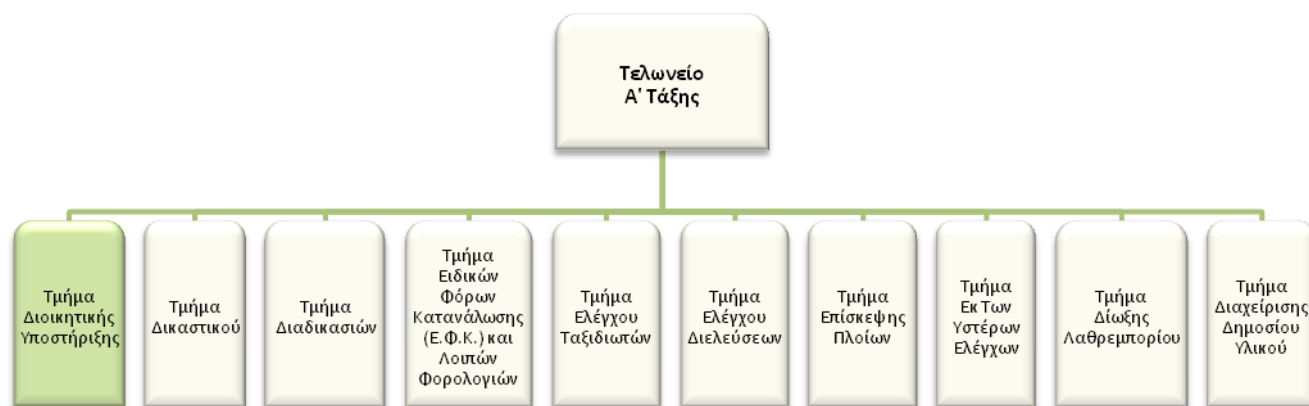 Τελωνείο
Α' Τάξης
Τμήμα
Διοικητικής
Υποστήριξης
Τμήμα
Δικαστικού
Τμήμα
Διαδικασιών
Τμήμα
Ειδικών
Φόρων
Κατανάλωσης
(Ε.Φ.Κ.) και
Λοιπών
Φορολογιών
Τμήμα
Ελέγχου
Ταξιδιωτών
Τμήμα
Ελέγχου
Διελεύσεων
Τμήμα
Επίσκεψης
Πλοίων
Τμήμα
Εκ Των
Υστέρων
Ελέγχων
Τμήμα
Δίωξης
Λαθρεμπορίου
Τμήμα
Διαχείρισης
Δημοσίου
Υλικού